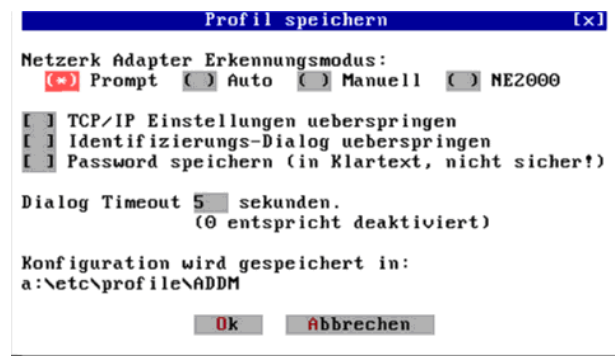 Profil speichern [x]
Netzerk Adapter Erkennungsmodus:
(*) Prompt ( ) Auto ( ) Manuell ( ) NE2000
[ ] TCP/IP Einstellungen ueberspringen
[ ] Identifizierungs-Dialog ueberspringen
[ ] Password speichern (in Klartext, nicht sicher!)
Dialog Timeout 5 sekunden.
(0 entspricht deaktiviert)
Konfiguration wird gespeichert in:
a:\etc\profile\ADDM
Ok Abbrechen